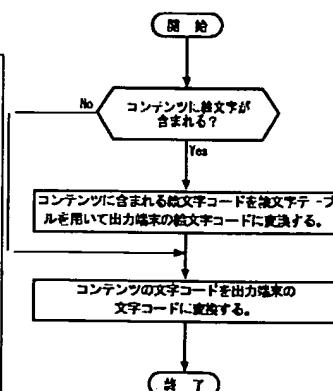 開 始
コンテンツに絵文字が
含まれる?
No
Yes
コンテンツに含まれる絵文字コードを絵文字テーブ
ルを用いて出力端末の絵文字コードに変換する。
コンテンツの文字コードを出力端末の
文字コードに変換する。
終 了